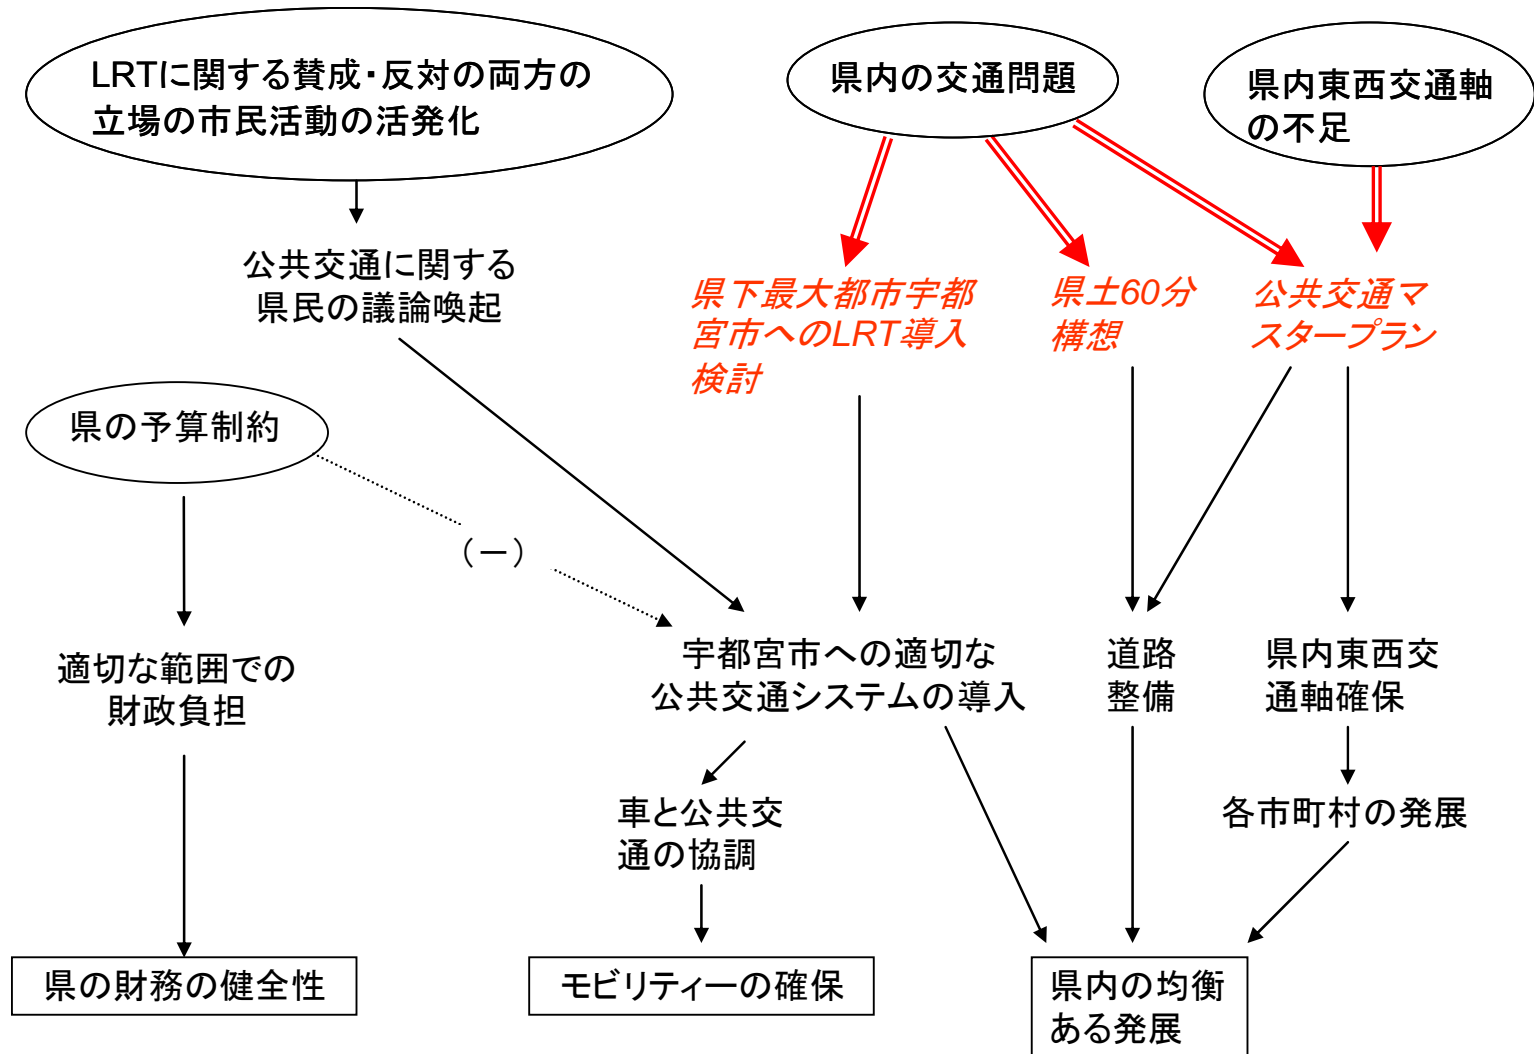 LRTに関する賛成・反対の両方の
立場の市民活動の活発化
県内の交通問題
県内東西交通軸
の不足
公共交通に関する
県民の議論喚起
県下最大都市宇都
宮市へのLRT導入
検討
県土60分
構想
公共交通マ
スタープラン
県の予算制約
（－）
適切な範囲での
財政負担
宇都宮市への適切な
公共交通システムの導入
道路
整備
県内東西交
通軸確保
車と公共交
通の協調
各市町村の発展
県の財務の健全性
モビリティーの確保
県内の均衡
ある発展